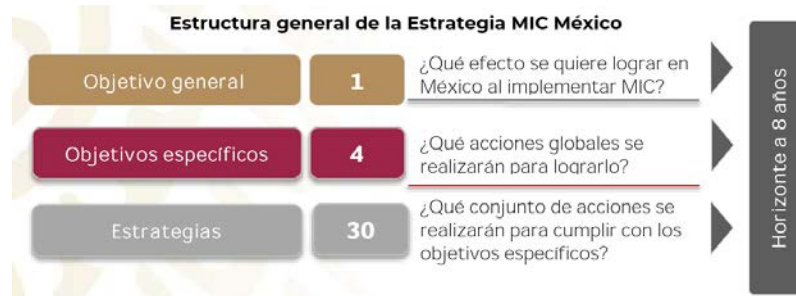 Estructura general de la Estrategia MIC México
Objetivo general
1
¿Qué efecto se quiere lograr en
México al implementar MIC?
Objetivos específicos
4
¿Qué acciones globales se
realizarán para lograrlo?
Estrategias
30
¿Qué conjunto de acciones se
realizarán para cumplir con los
objetivos específicos?
Horizonte a 8 años